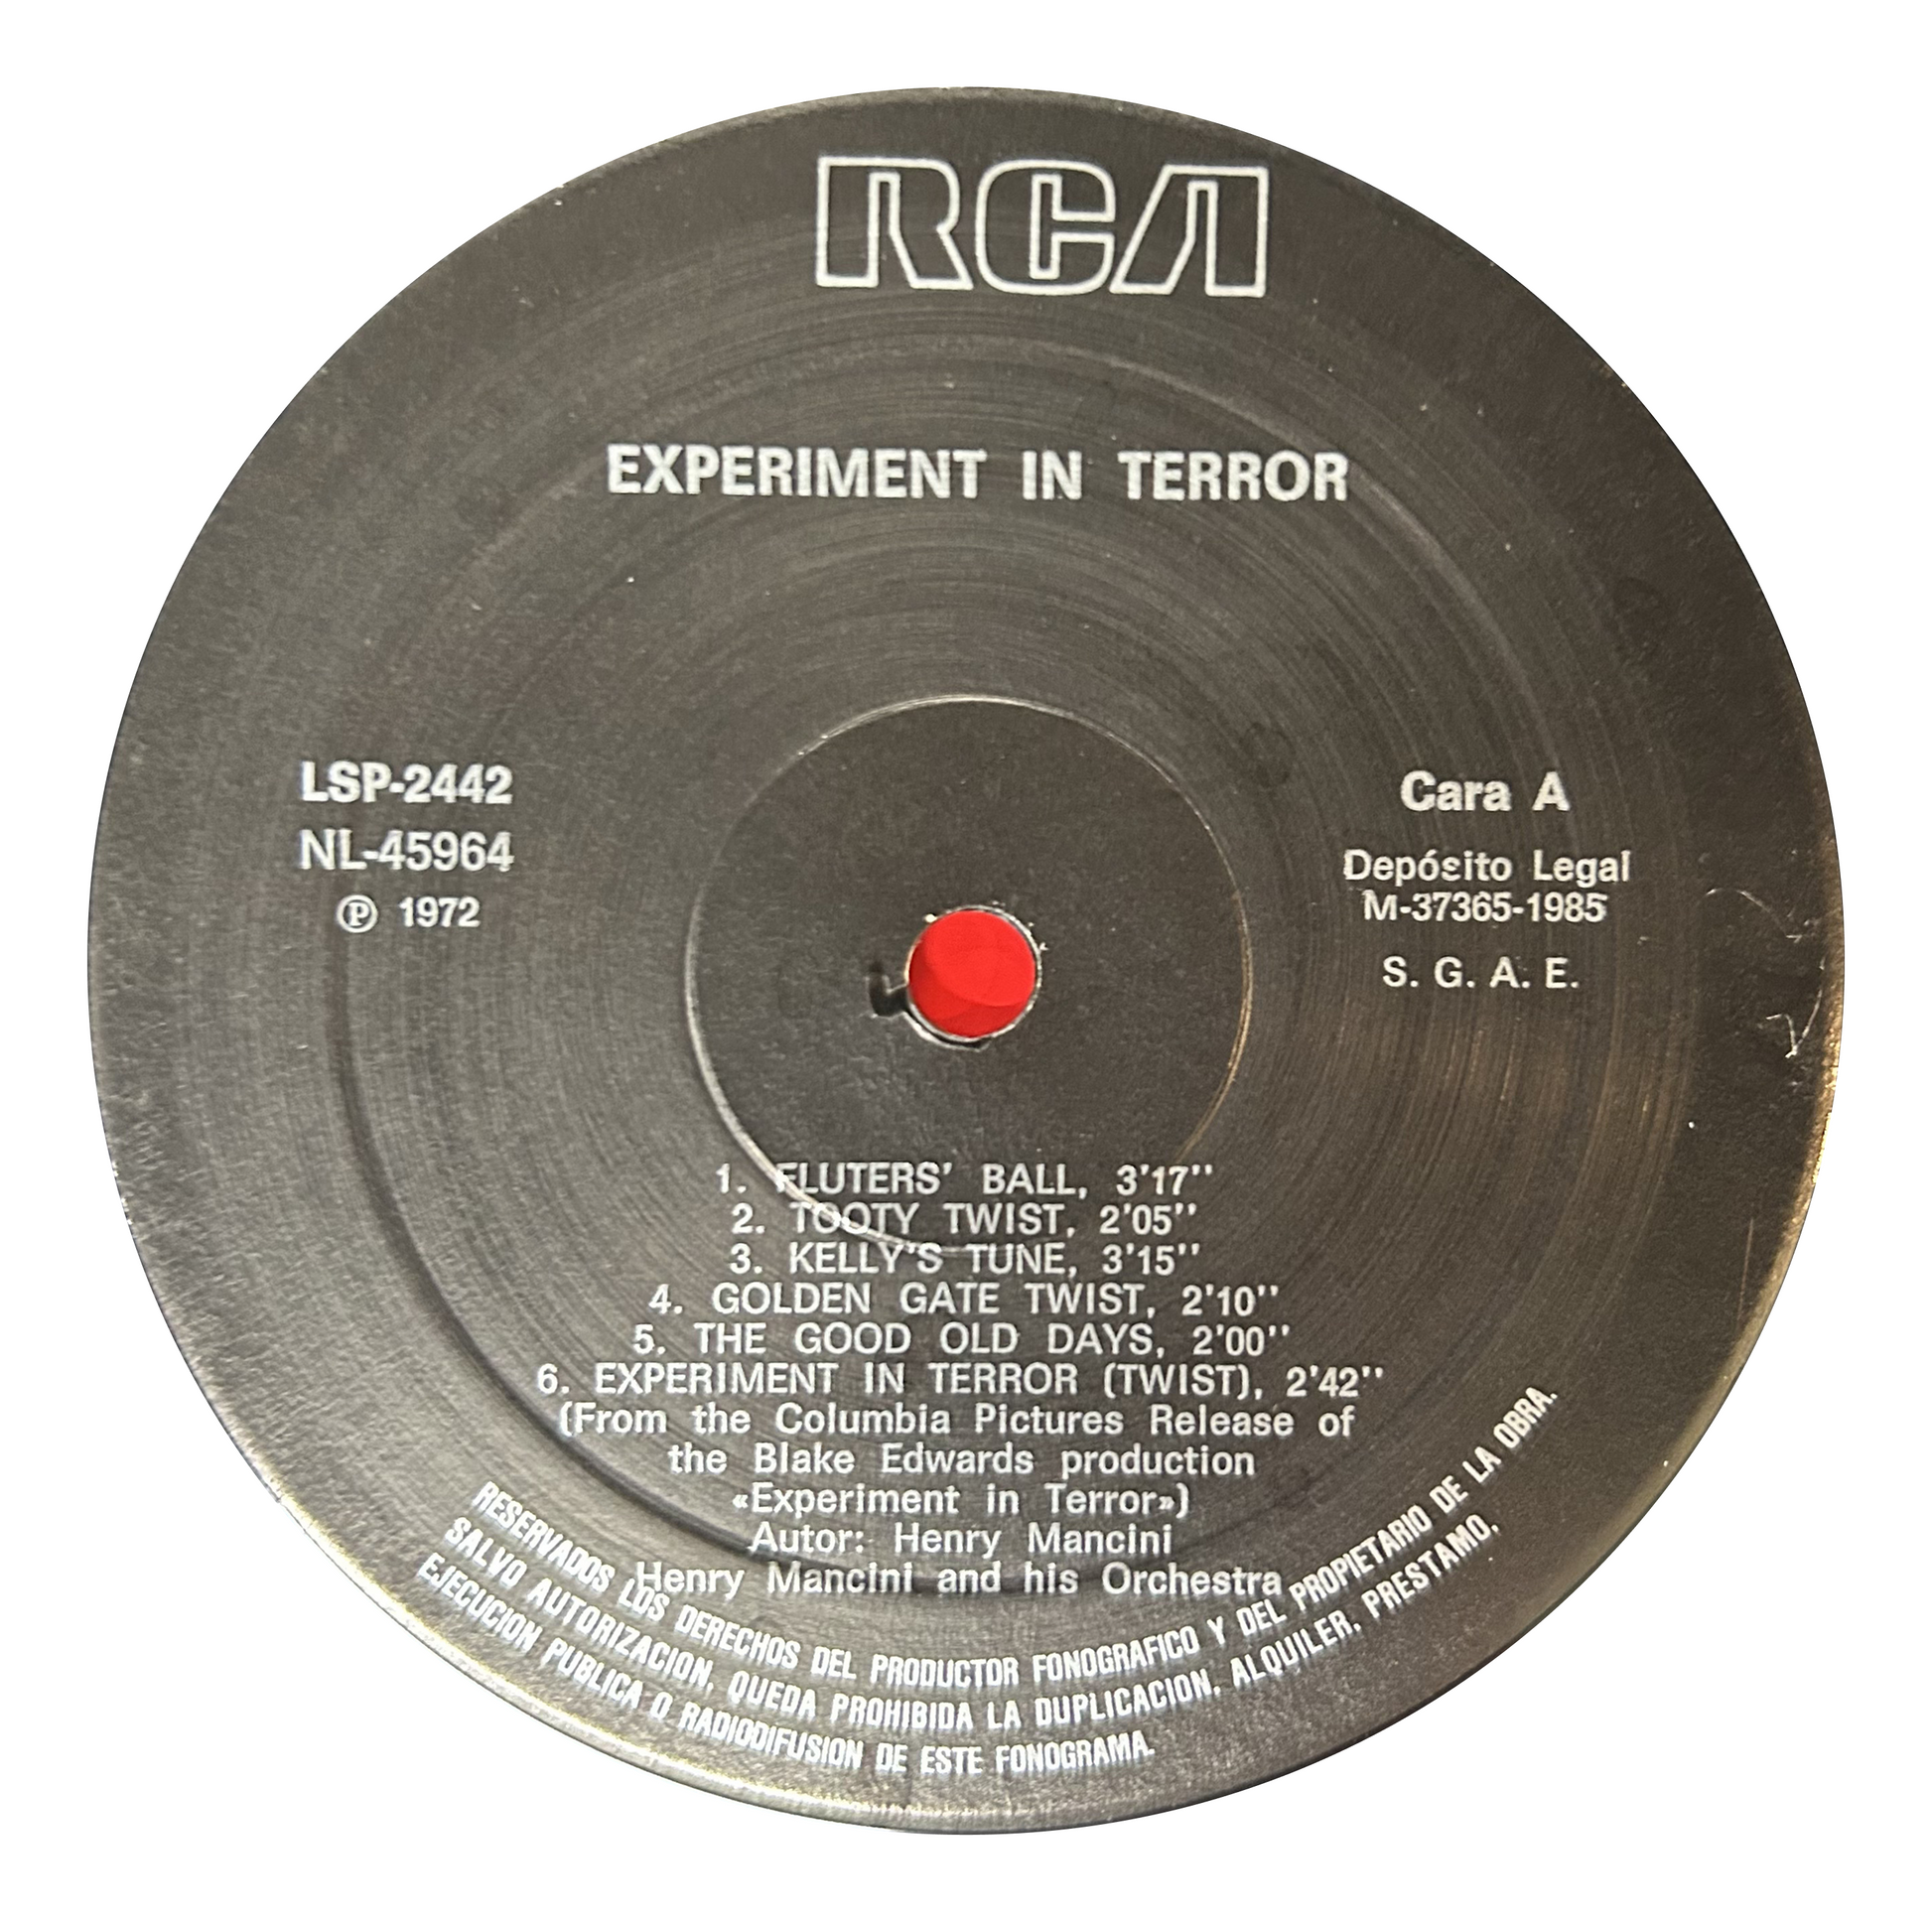 RCA
EXPERIMENT IN TERROR
LSP-2442
NL-45964
℗ 1972
Cara A
Depósito Legal
M-37365-1985
S. G. A. E.
1. FLUTERS' BALL, 3'17''
2. TOOTY TWIST, 2'05''
3. KELLY'S TUNE, 3'15''
4. GOLDEN GATE TWIST, 2'10''
5. THE GOOD OLD DAYS, 2'00''
6. EXPERIMENT IN TERROR (TWIST), 2'42''
(From the Columbia Pictures Release of
the Blake Edwards production
«Experiment in Terror»)
Autor: Henry Mancini
Henry Mancini and his Orchestra
RESERVADOS LOS DERECHOS DEL PRODUCTOR FONOGRAFICO Y DEL PROPIETARIO DE LA OBRA.
SALVO AUTORIZACION, QUEDA PROHIBIDA LA DUPLICACION, ALQUILER, PRESTAMO,
EJECUCION PUBLICA O RADIODIFUSION DE ESTE FONOGRAMA.